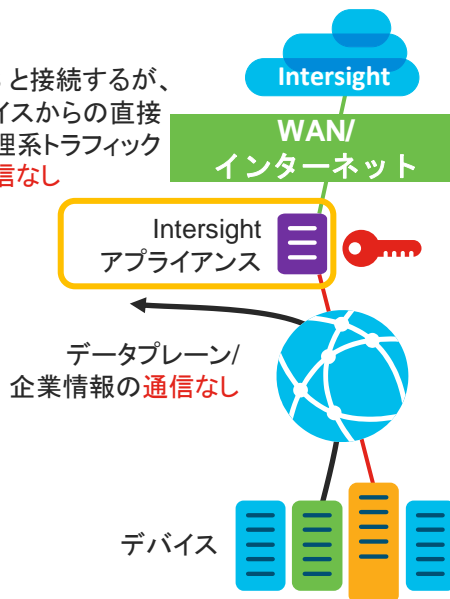 Intersight
と接続するが、
イスからの直接
理系トラフィック
信なし
WAN/
インターネット
Intersight
アプライアンス
データプレーン/
企業情報の通信なし
デバイス